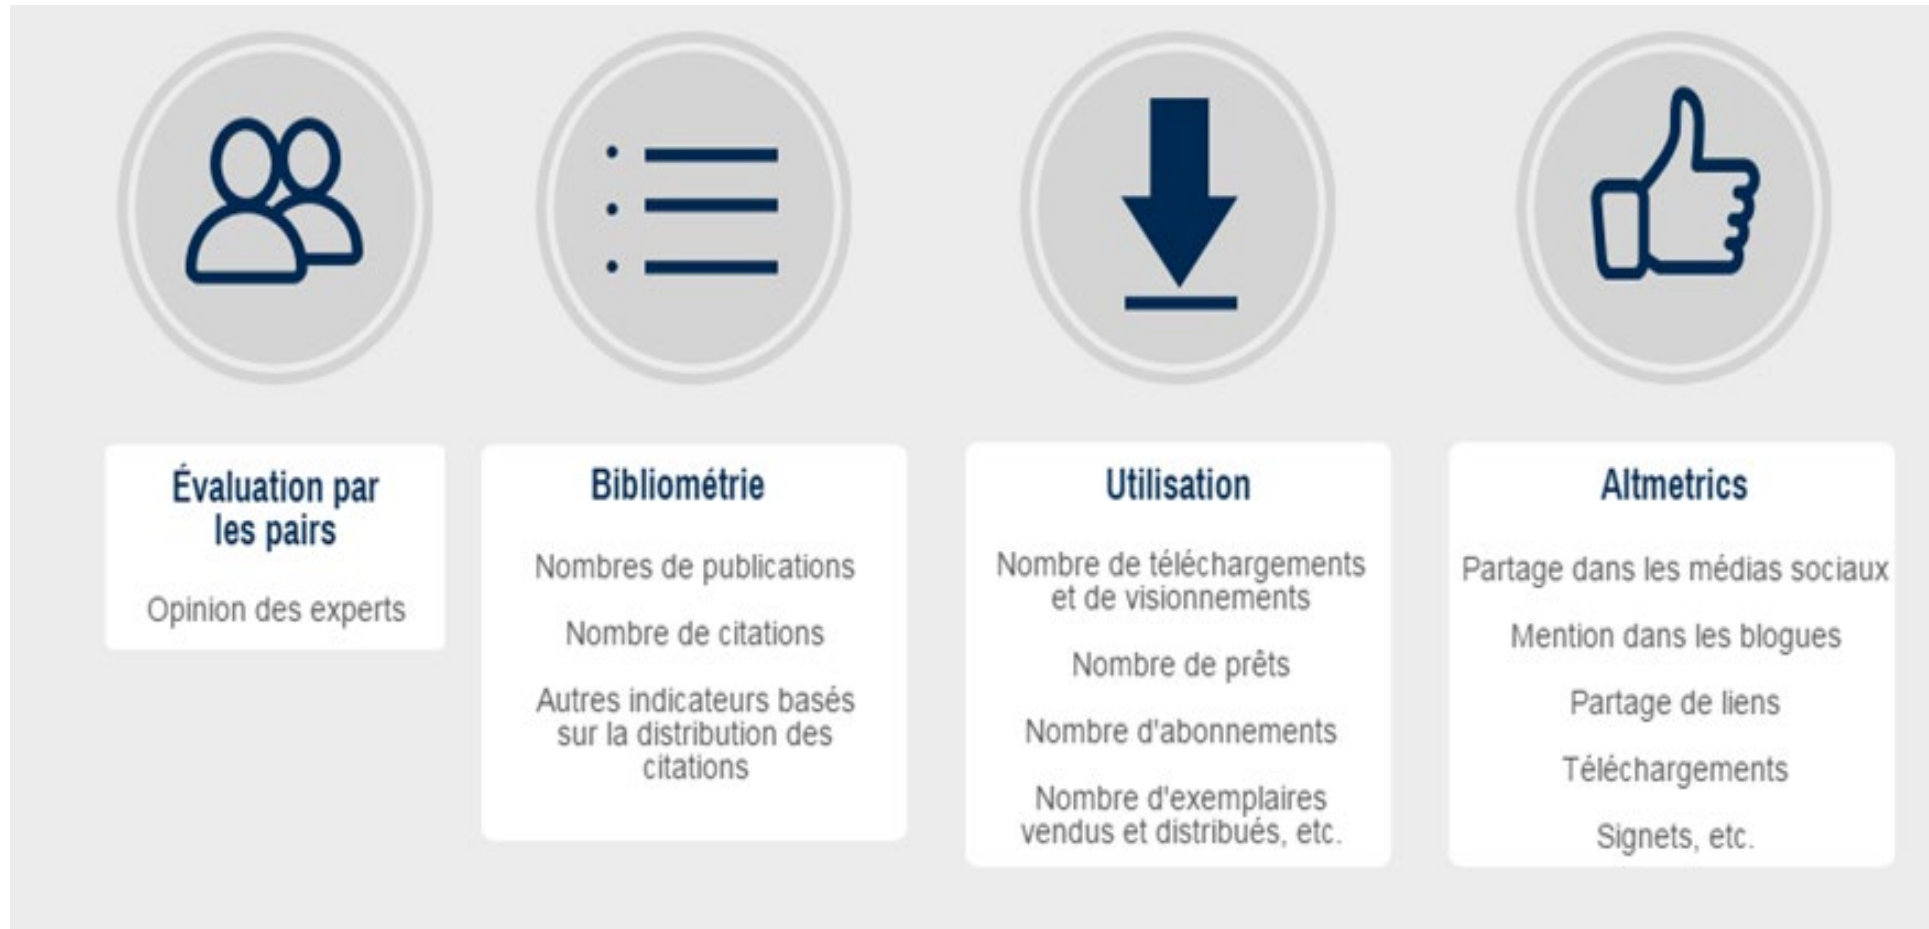 Évaluation par
les pairs
Opinion des experts
Bibliométrie
Nombres de publications
Nombre de citations
Autres indicateurs basés
sur la distribution des
citations
Utilisation
Nombre de téléchargements
et de visionnements
Nombre de prêts
Nombre d'abonnements
Nombre d'exemplaires
vendus et distribués, etc.
Altmetrics
Partage dans les médias sociaux
Mention dans les blogues
Partage de liens
Téléchargements
Signets, etc.